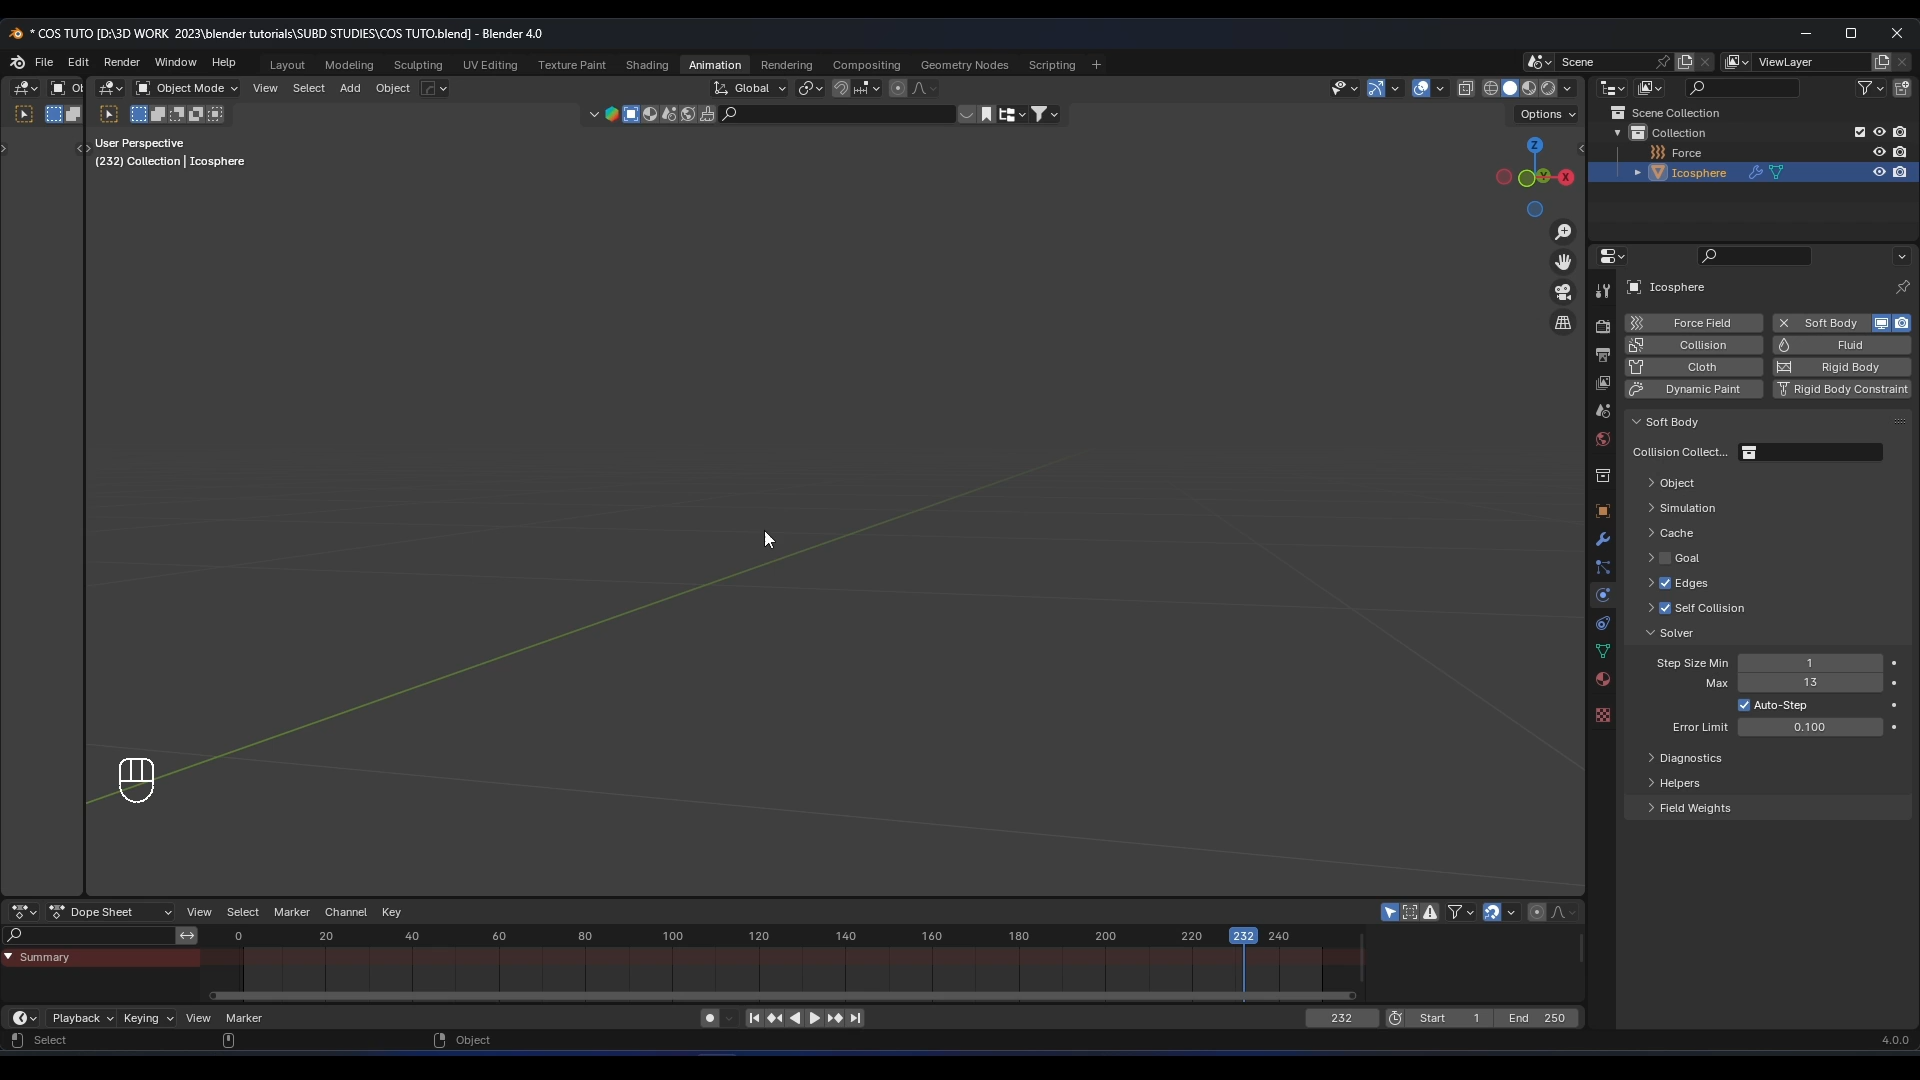 * COS TUTO [D:\3D WORK  2023\blender tutorials\SUBD STUDIES\COS TUTO.blend] - Blender 4.0
File Edit Render Window Help Layout Modeling Sculpting UV Editing Texture Paint Shading Animation Rendering Compositing Geometry Nodes Scripting + Scene ViewLayer
Object Mode View Select Add Object Global
Options
User Perspective
(232) Collection | Icosphere
Z
Y
X
Scene Collection
Collection
Force
Icosphere
Icosphere
Force Field Soft Body
Collision Fluid
Cloth Rigid Body
Dynamic Paint Rigid Body Constraint
Soft Body
Collision Collect...
Object
Simulation
Cache
Goal
Edges
Self Collision
Solver
Step Size Min 1
Max 13
Auto-Step
Error Limit 0.100
Diagnostics
Helpers
Field Weights
Dope Sheet View Select Marker Channel Key
0 20 40 60 80 100 120 140 160 180 200 220 232 240
Summary
Playback Keying View Marker 232 Start 1 End 250
Select Object 4.0.0